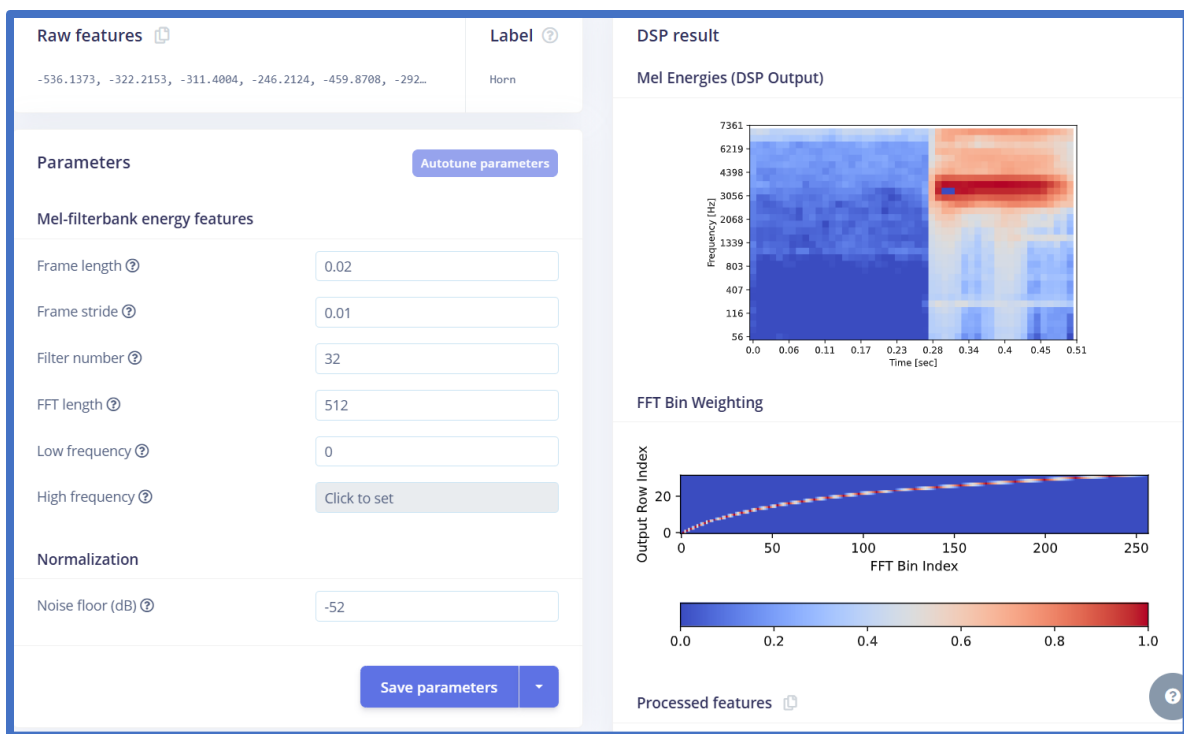 Raw features
Label
-536.1373, -322.2153, -311.4004, -246.2124, -459.8708, -292…
Horn
Parameters
Autotune parameters
Mel-filterbank energy features
Frame length
0.02
Frame stride
0.01
Filter number
32
FFT length
512
Low frequency
0
High frequency
Click to set
Normalization
Noise floor (dB)
-52
Save parameters
DSP result
Mel Energies (DSP Output)
7361
6219
4398
3056
2068
1339
803
407
116
56
Frequency [Hz]
0.0 0.06 0.11 0.17 0.23 0.28 0.34 0.4 0.45 0.51
Time [sec]
FFT Bin Weighting
Output Row Index
20
0
0 50 100 150 200 250
FFT Bin Index
0.0 0.2 0.4 0.6 0.8 1.0
Processed features